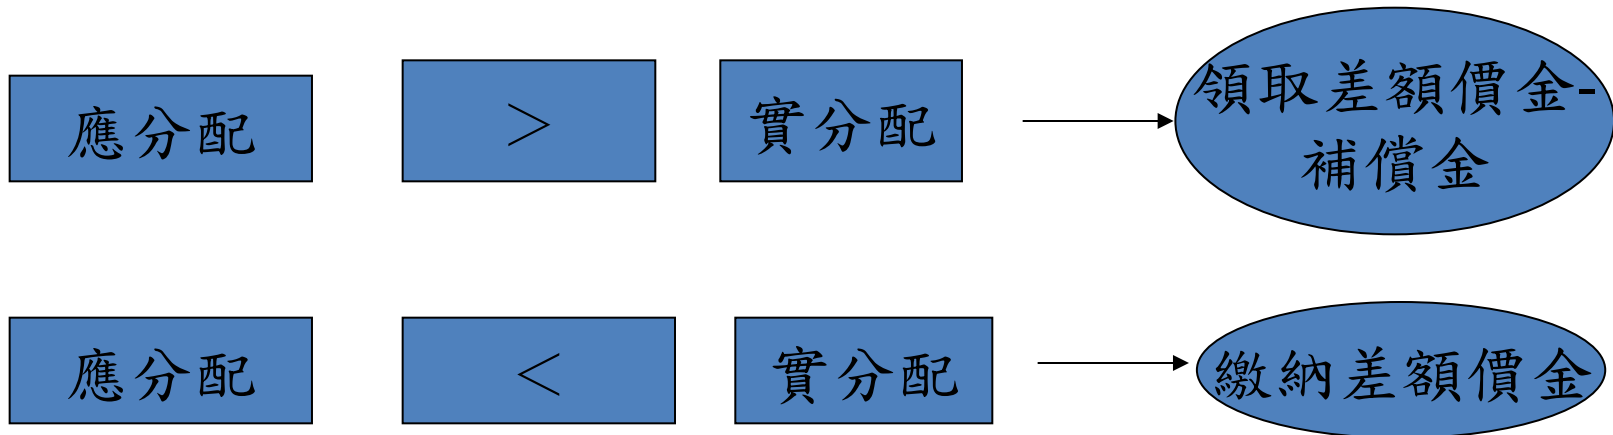 應分配 > 實分配 領取差額價金-
補償金
應分配 < 實分配 繳納差額價金